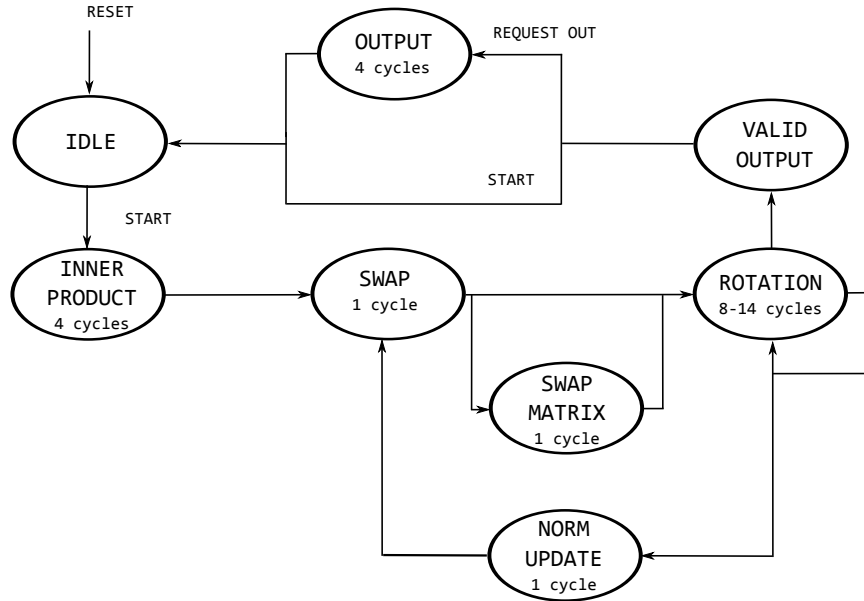 RESET
OUTPUT
4 cycles
REQUEST OUT
IDLE
VALID
OUTPUT
START
START
INNER
PRODUCT
4 cycles
SWAP
1 cycle
ROTATION
8-14 cycles
SWAP
MATRIX
1 cycle
NORM
UPDATE
1 cycle